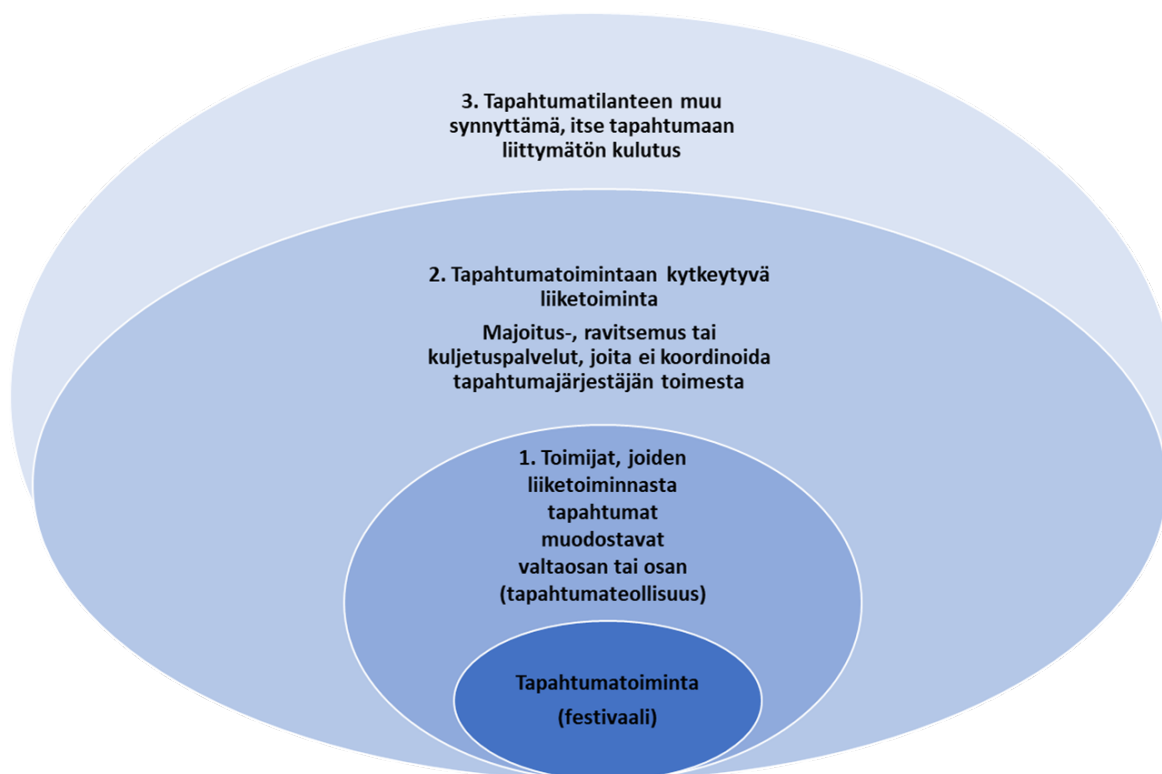 3. Tapahtumatilanteen muu
synnyttämä, itse tapahtumaan
liittymätön kulutus
2. Tapahtumatoimintaan kytkeytyvä
liiketoiminta
Majoitus-, ravitsemus tai
kuljetuspalvelut, joita ei koordinoida
tapahtumajärjestäjän toimesta
1. Toimijat, joiden
liiketoiminnasta
tapahtumat
muodostavat
valtaosan tai osan
(tapahtumateollisuus)
Tapahtumatoiminta
(festivaali)